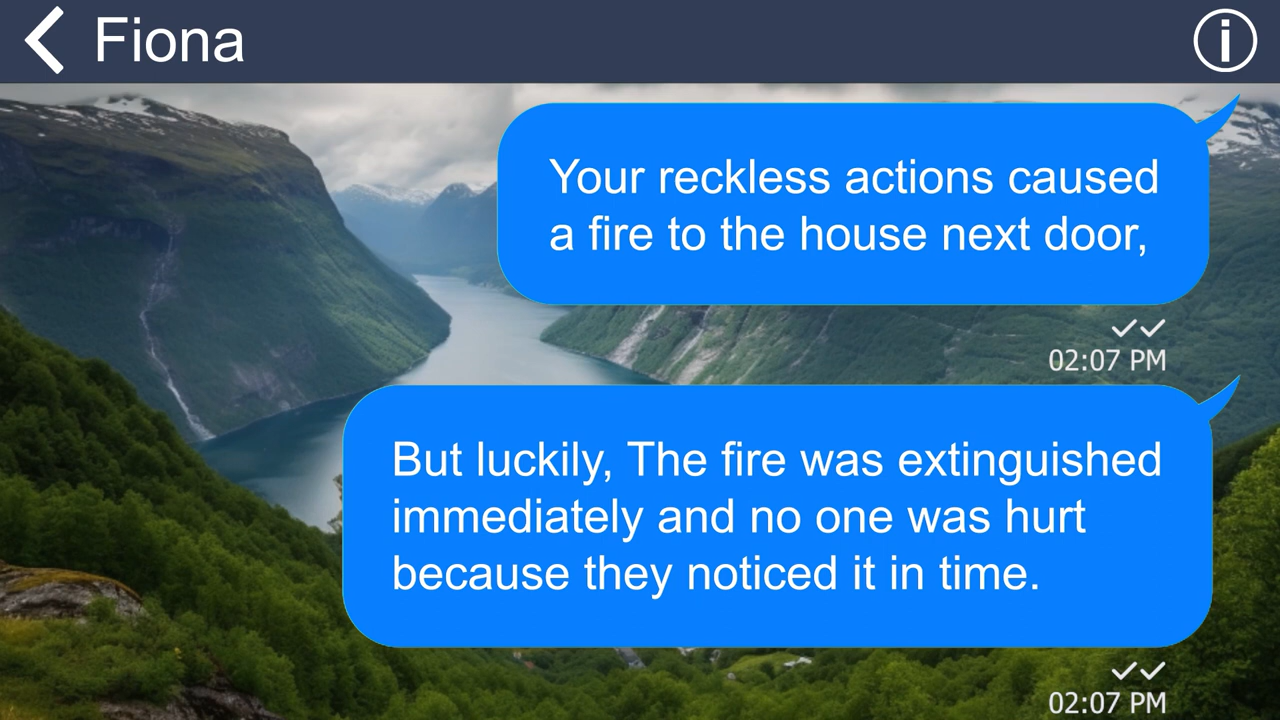 Fiona
Your reckless actions caused
a fire to the house next door,
02:07 PM
But luckily, The fire was extinguished
immediately and no one was hurt
because they noticed it in time.
02:07 PM